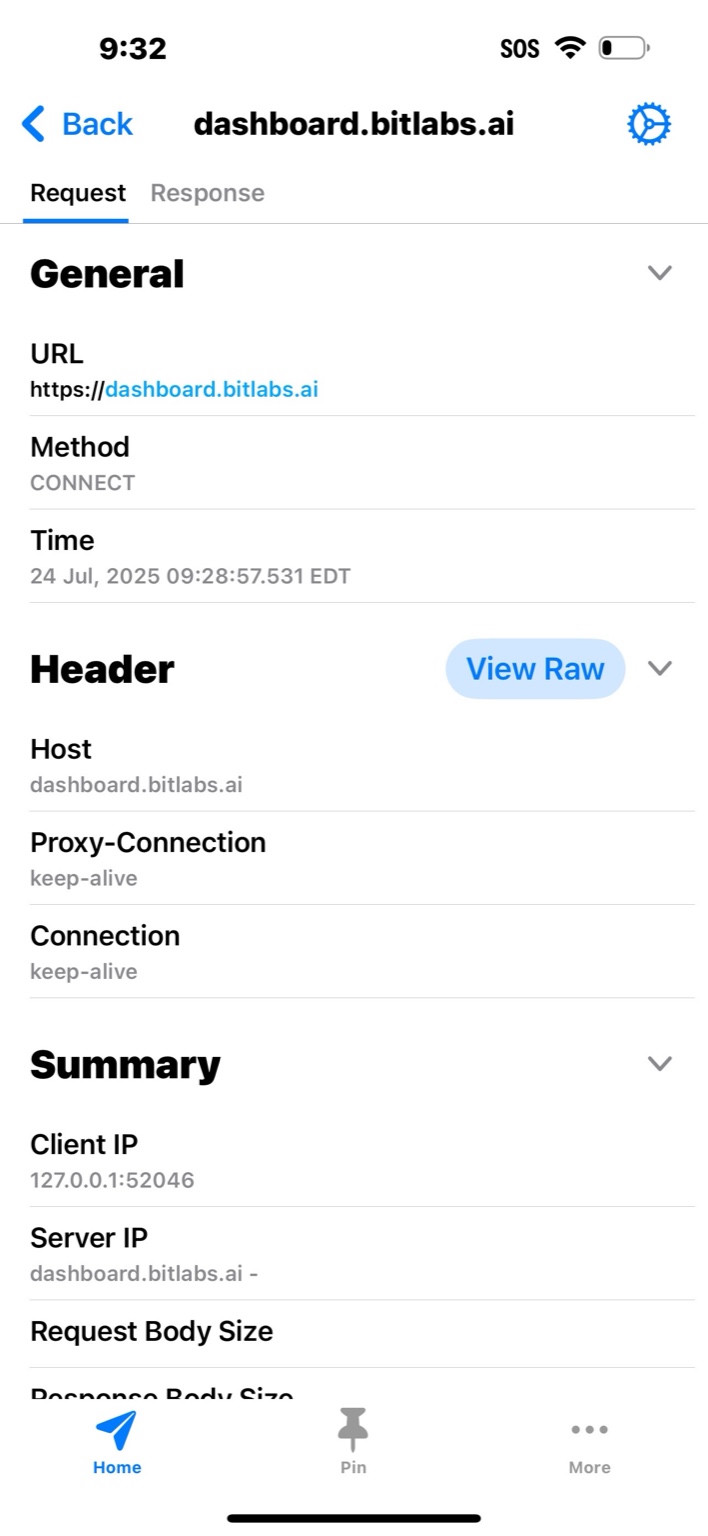 9:32
SOS
Back
dashboard.bitlabs.ai
Request Response
General
URL
https://dashboard.bitlabs.ai
Method
CONNECT
Time
24 Jul, 2025 09:28:57.531 EDT
Header
View Raw
Host
dashboard.bitlabs.ai
Proxy-Connection
keep-alive
Connection
keep-alive
Summary
Client IP
127.0.0.1:52046
Server IP
dashboard.bitlabs.ai -
Request Body Size
Response Body Size
Home
Pin
More